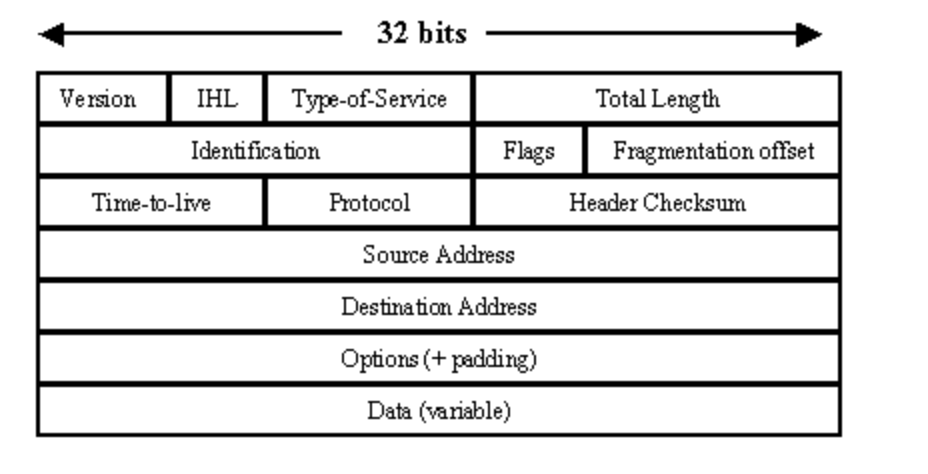 32 bits
Version IHL Type-of-Service Total Length
Identification Flags Fragmentation offset
Time-to-live Protocol Header Checksum
Source Address
Destination Address
Options (+ padding)
Data (variable)